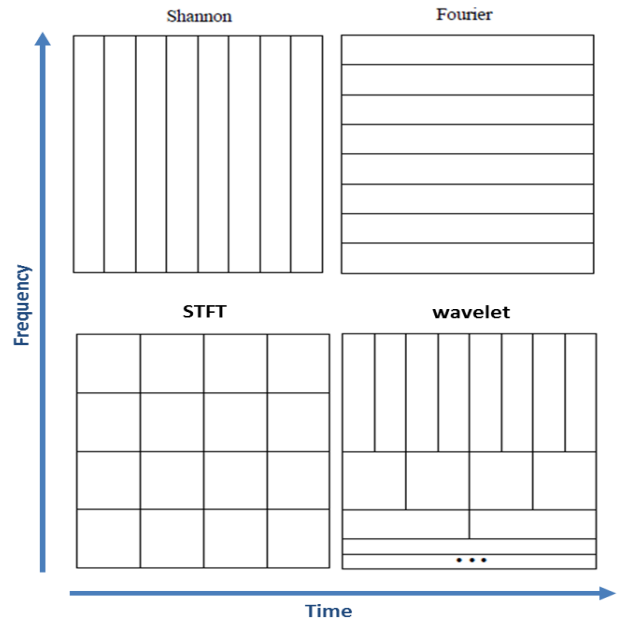 Shannon
Fourier
Frequency
STFT
wavelet
• • •
Time